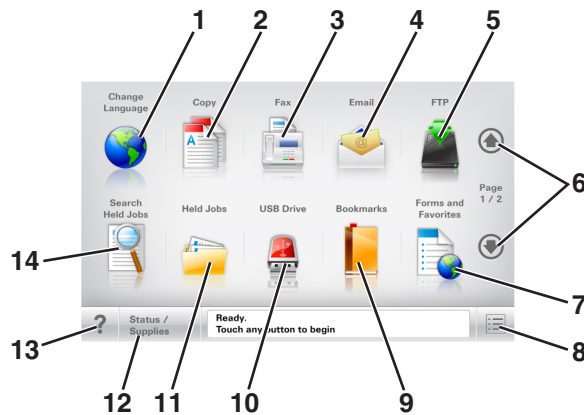 1 2 3 4 5
Change
Language
Copy
Fax
Email
FTP
A
@
6
Page
1 / 2
Search
Held Jobs
Held Jobs
USB Drive
Bookmarks
Forms and
Favorites
14
7
?
Status /
Supplies
Ready.
Touch any button to begin
13
12
11
10
9
8